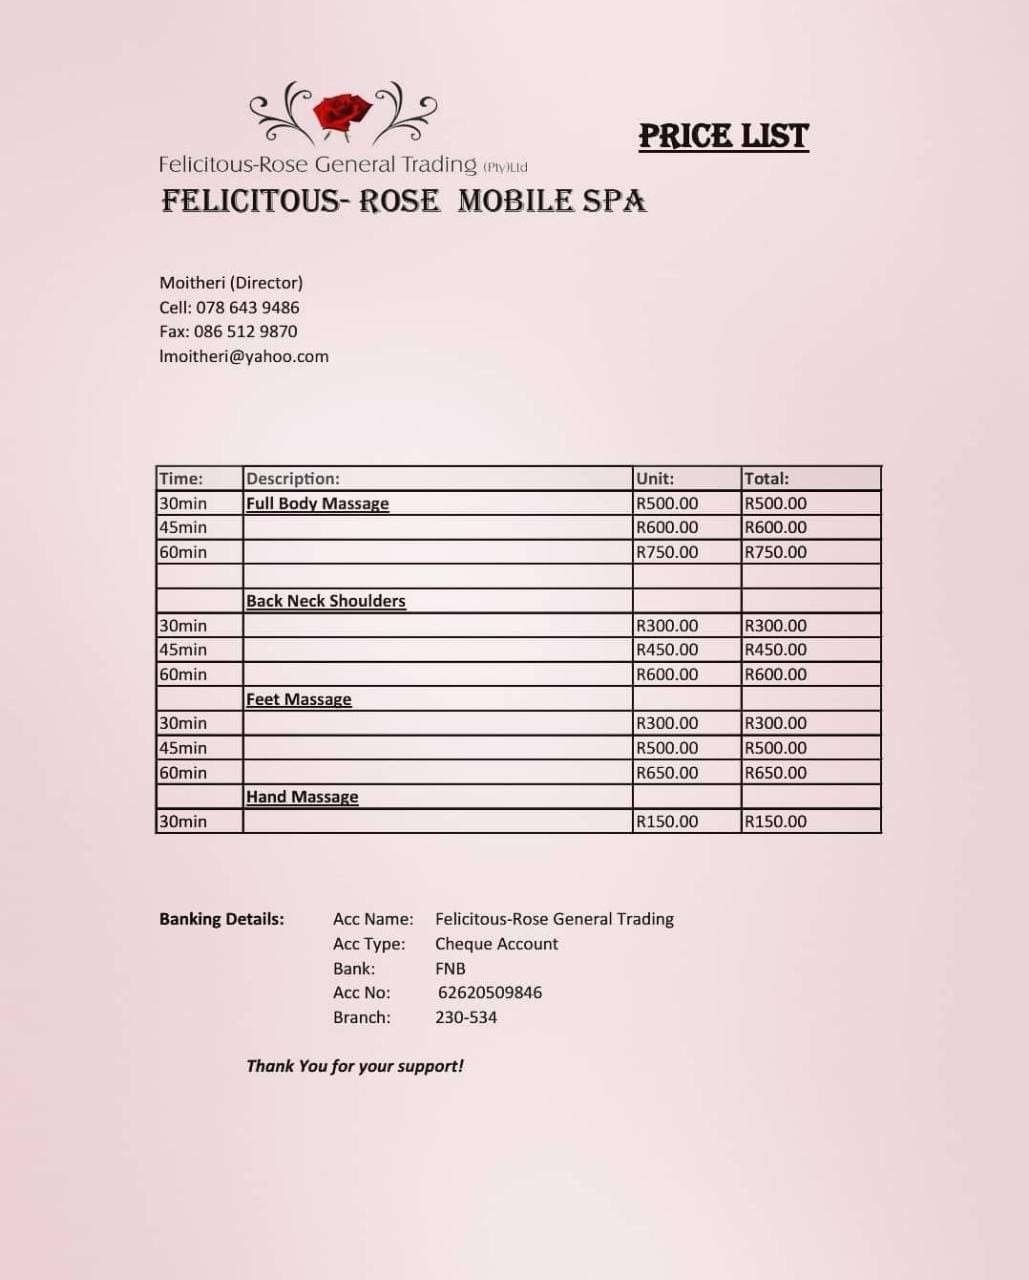 PRICE LIST
Felicitous-Rose General Trading (Pty)Ltd
FELICITOUS- ROSE MOBILE SPA
Moitheri (Director)
Cell: 078 643 9486
Fax: 086 512 9870
lmoitheri@yahoo.com
Time: Description: Unit: Total:
30min Full Body Massage R500.00 R500.00
45min R600.00 R600.00
60min R750.00 R750.00
Back Neck Shoulders
30min R300.00 R300.00
45min R450.00 R450.00
60min R600.00 R600.00
Feet Massage
30min R300.00 R300.00
45min R500.00 R500.00
60min R650.00 R650.00
Hand Massage
30min R150.00 R150.00
Banking Details: Acc Name: Felicitous-Rose General Trading
Acc Type: Cheque Account
Bank: FNB
Acc No: 62620509846
Branch: 230-534
Thank You for your support!